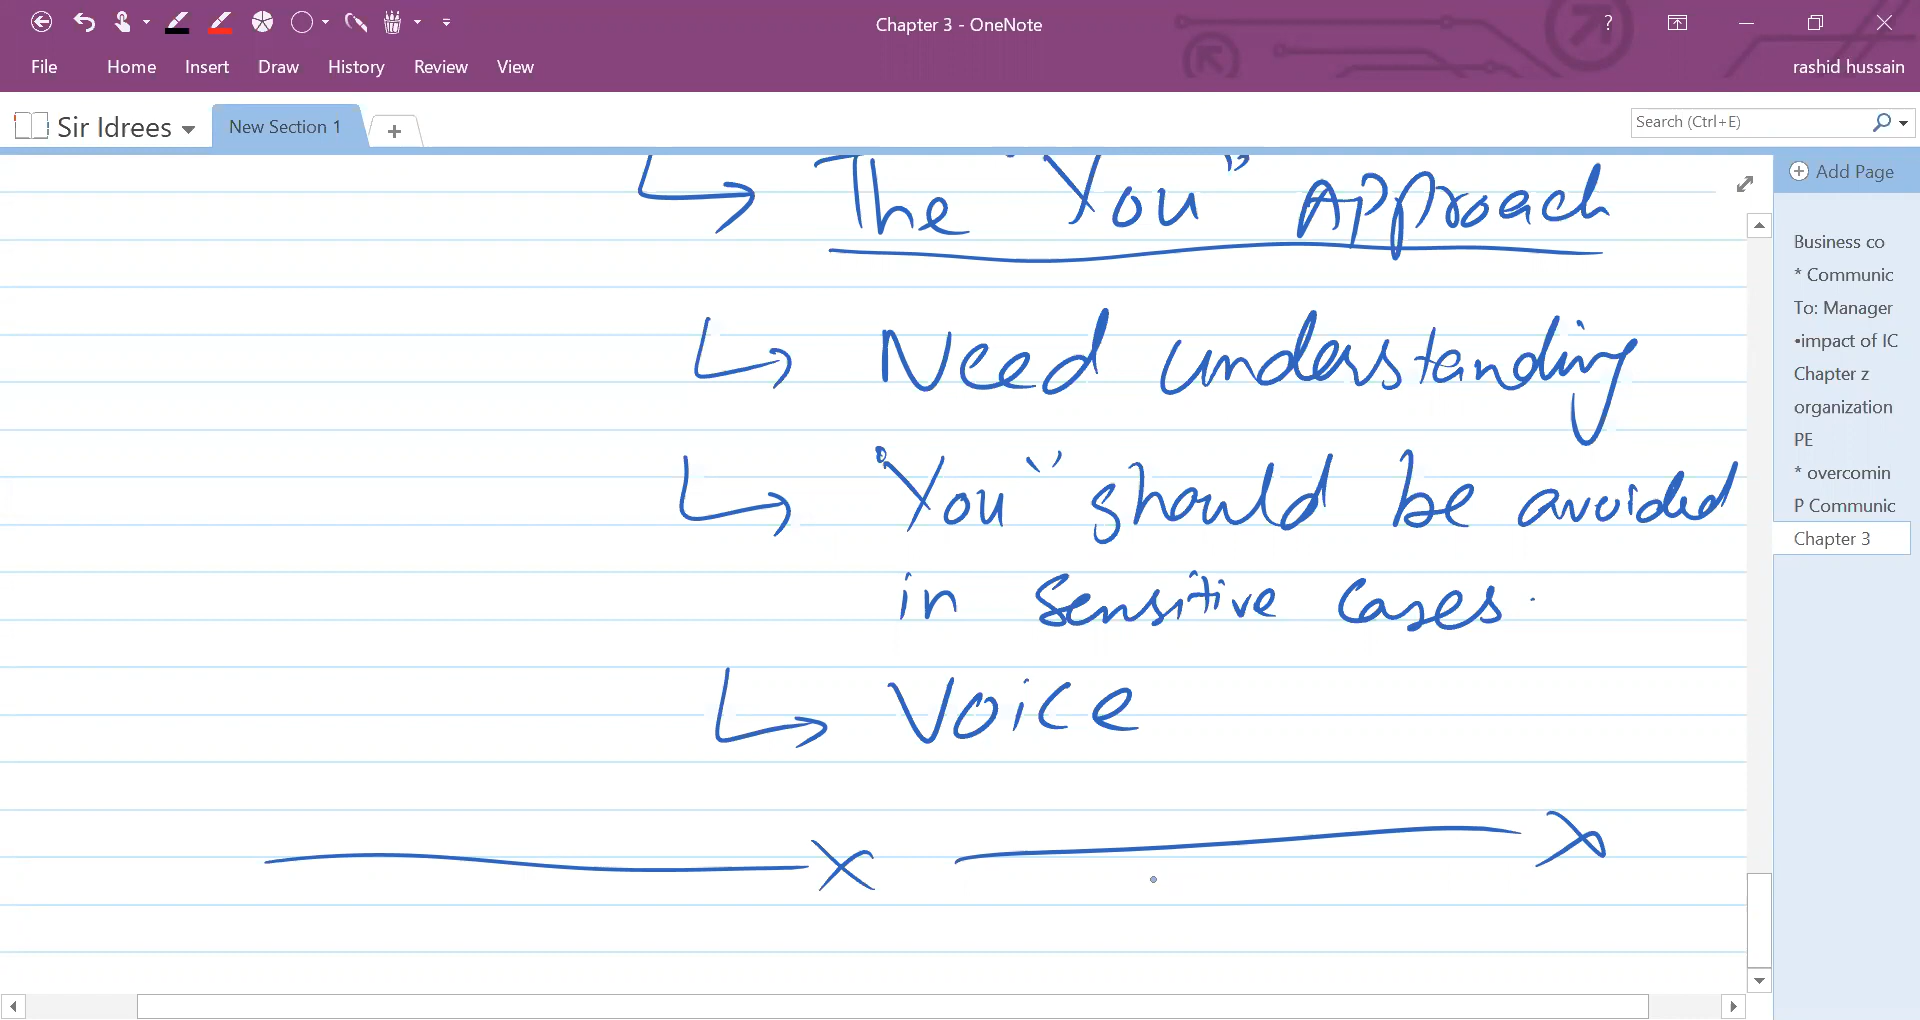 Chapter 3 - OneNote
?
File Home Insert Draw History Review View
rashid hussain
Sir Idrees
New Section 1
+
Search (Ctrl+E)
Add Page
The "You" Approach
Need understanding
"You" should be avoided
in sensitive cases.
Voice
Business co
* Communic
To: Manager
•impact of IC
Chapter z
organization
PE
* overcomin
P Communic
Chapter 3